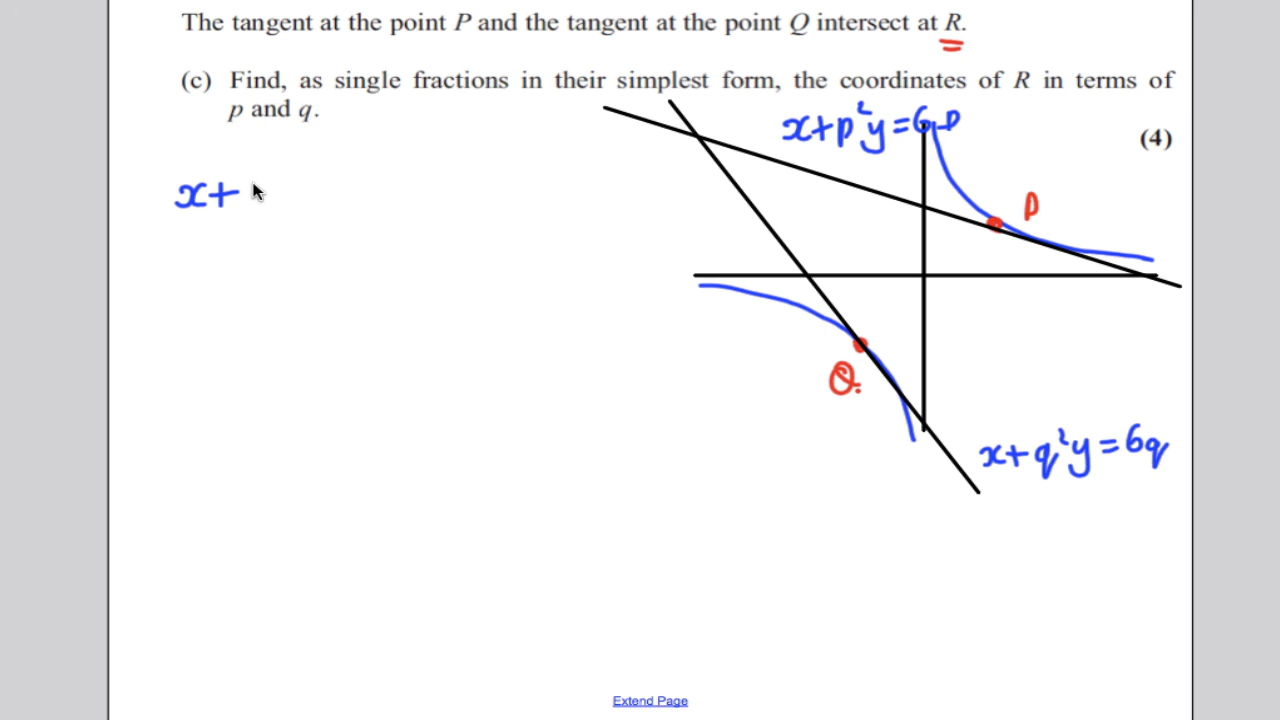 The tangent at the point P and the tangent at the point Q intersect at R.
(c) Find, as single fractions in their simplest form, the coordinates of R in terms of
p and q.
x+p²y=6p
(4)
x+
P
Q
x+q²y=6q
Extend Page